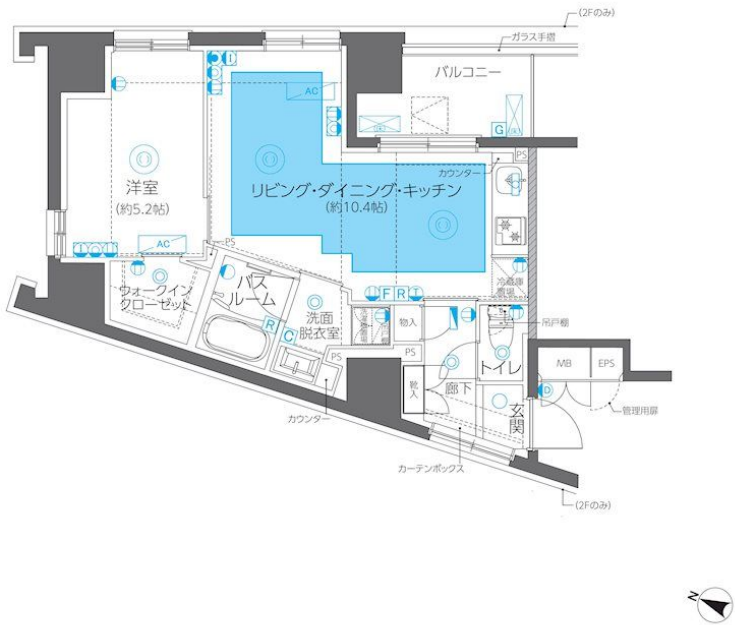 (2Fのみ)
ガラス手摺
バルコニー
AC
G
PS
カウンター
洋室
(約5.2帖)
リビング・ダイニング・キッチン
(約10.4帖)
AC
PS
ウォークイン
クローゼット
バス
ルーム
R
C
洗面
脱衣室
F
R
T
冷蔵庫
置場
物入
吊戸棚
トイレ
PS
PS
カウンター
靴入
廊下
玄関
MB
EPS
D
管理用扉
カーテンボックス
(2Fのみ)
N